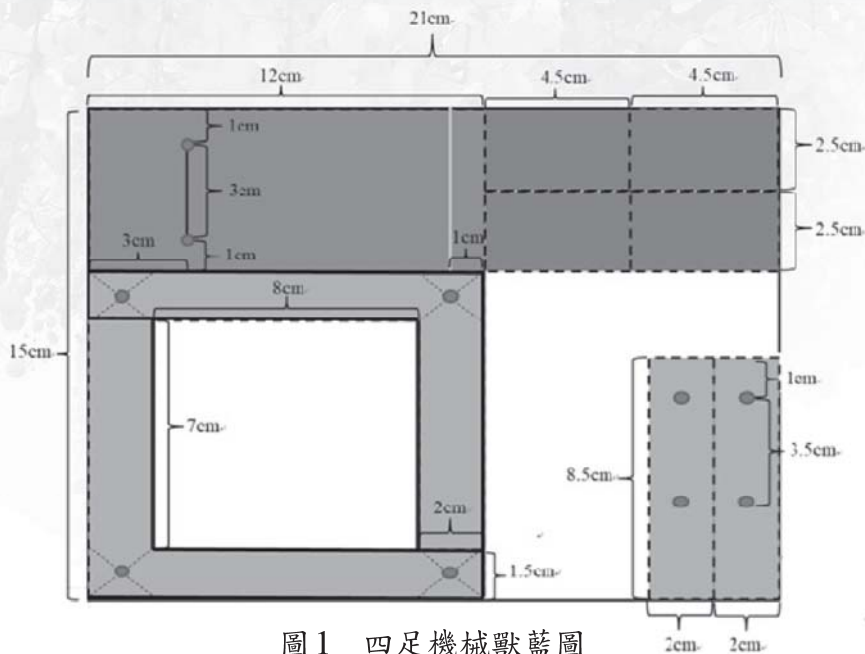 21cm
12cm
4.5cm
4.5cm
1cm
2.5cm
3cm
3cm
1cm
1cm
2.5cm
8cm
15cm
1cm
7cm
3.5cm
8.5cm
2cm
1.5cm
2cm
2cm
圖1 四足機械獸藍圖